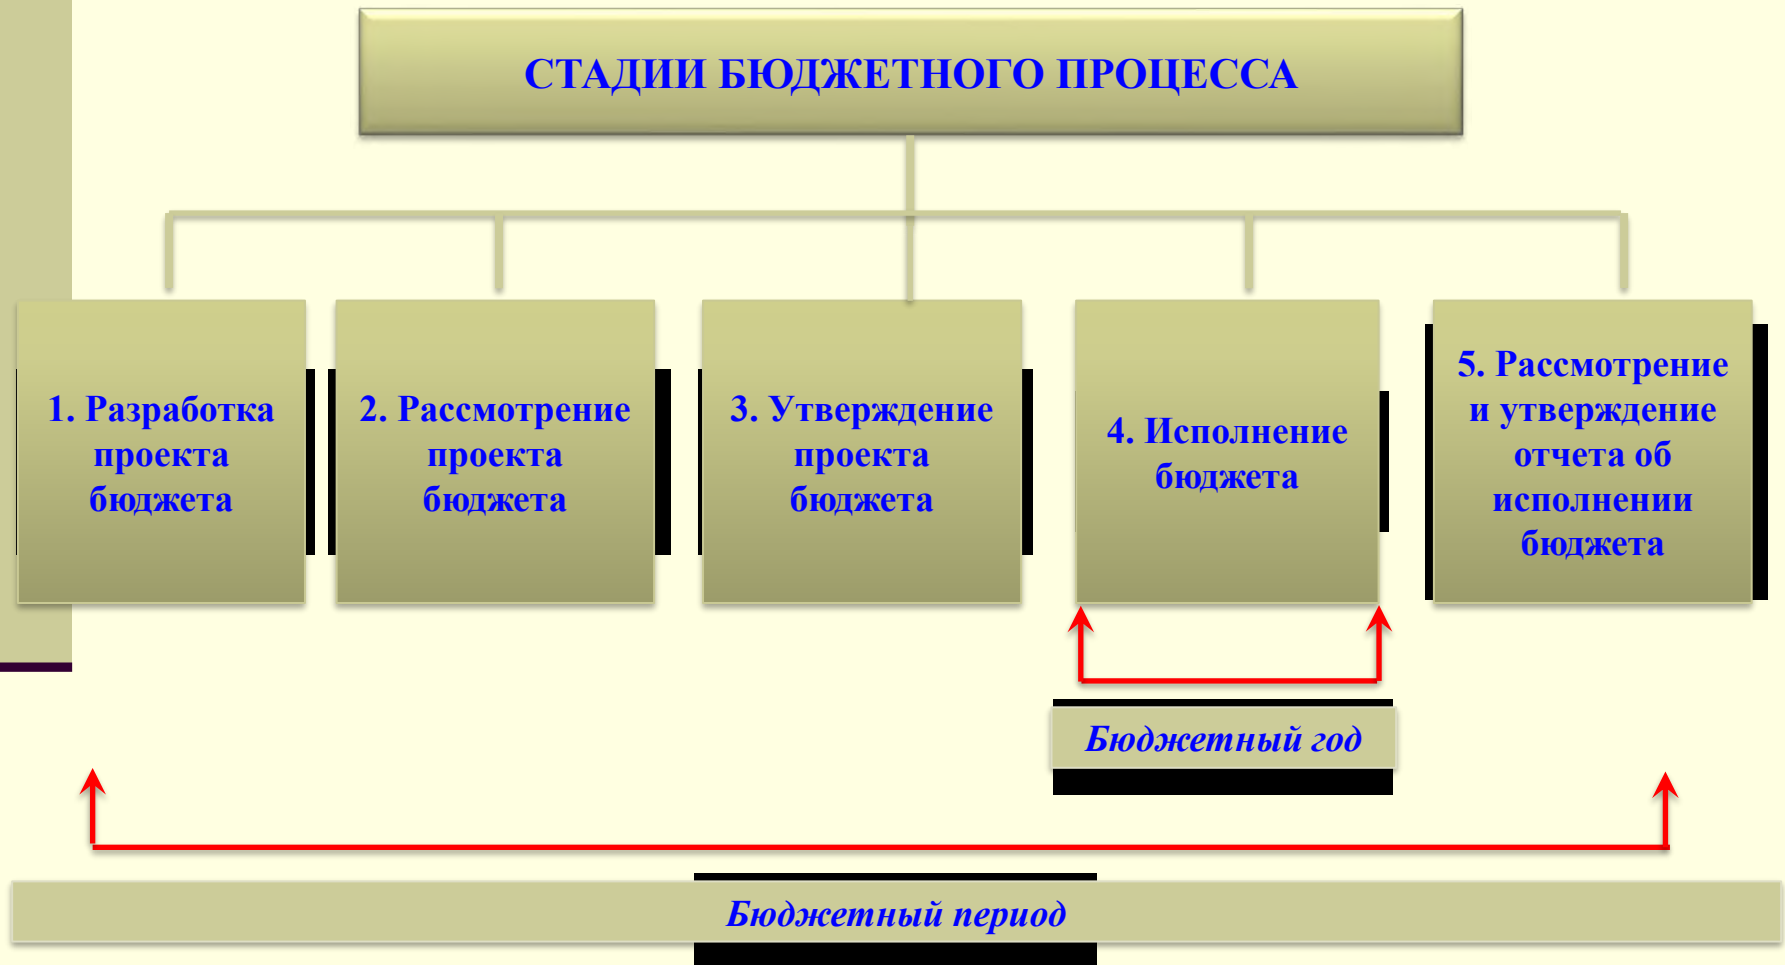 СТАДИИ БЮДЖЕТНОГО ПРОЦЕССА
1. Разработка
проекта
бюджета
2. Рассмотрение
проекта
бюджета
3. Утверждение
проекта
бюджета
4. Исполнение
бюджета
5. Рассмотрение
и утверждение
отчета об
исполнении
бюджета
Бюджетный год
Бюджетный период